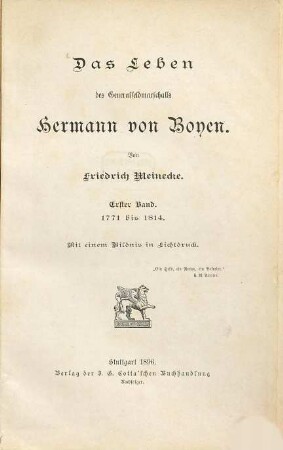 Das Leben
des Generalfeldmarschalls
Hermann von Boyen.
Von
Friedrich Meinecke.
Erster Band.
1771 bis 1814.
Mit einem Bildnis in Lichtdruck.
Stuttgart 1896.
Verlag der J. G. Cotta'schen Buchhandlung
Nachfolger.